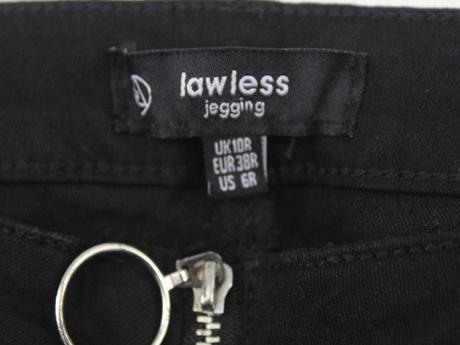 lawless
jegging
UK10R
EUR38R
US 6R